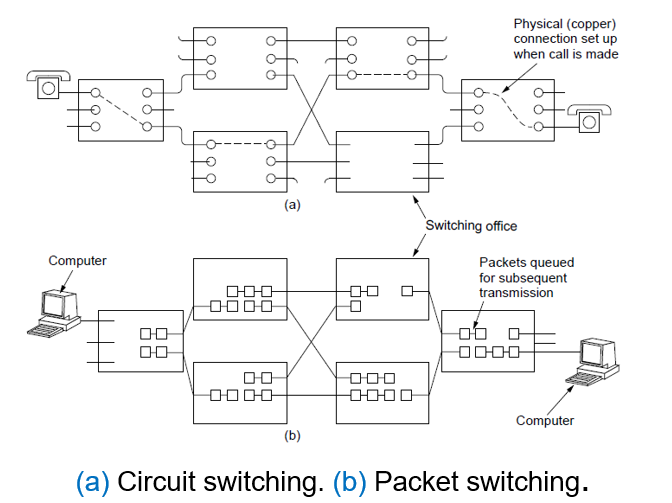 Physical (copper)
connection set up
when call is made
(a)
Switching office
Computer
Packets queued
for subsequent
transmission
Computer
(b)
(a) Circuit switching. (b) Packet switching.